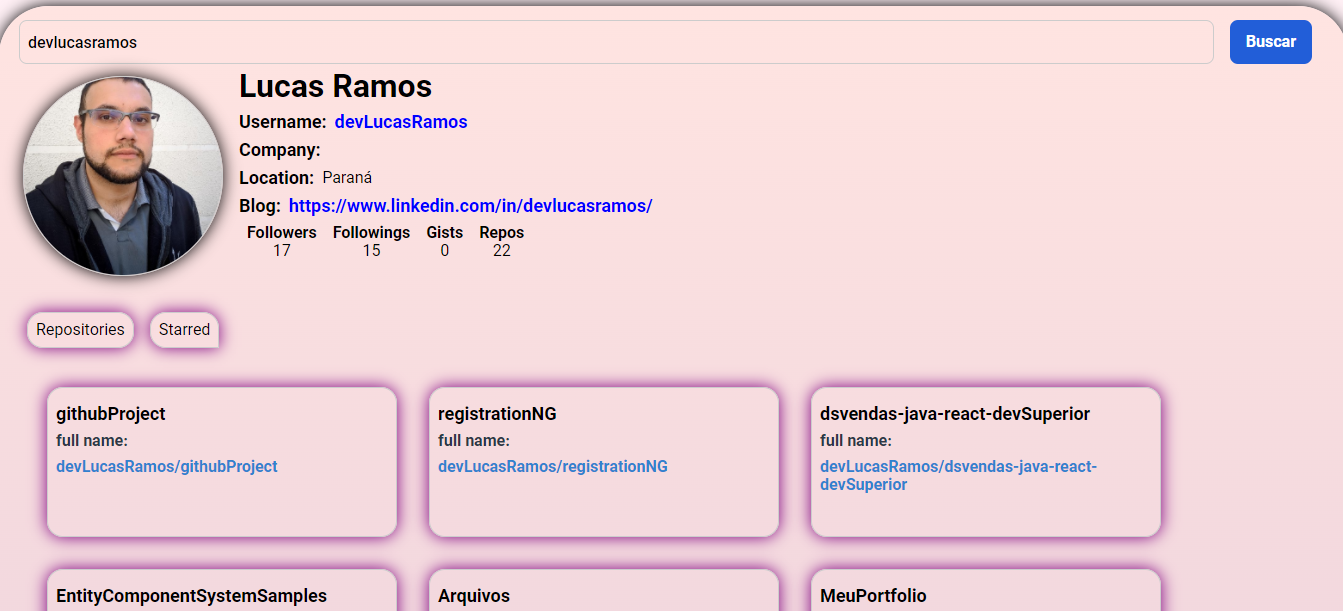 devlucasramos
Buscar
Lucas Ramos
Username: devLucasRamos
Company:
Location: Paraná
Blog: https://www.linkedin.com/in/devlucasramos/
Followers Followings Gists Repos
17 15 0 22
Repositories Starred
githubProject
full name:
devLucasRamos/githubProject
registrationNG
full name:
devLucasRamos/registrationNG
dsvendas-java-react-devSuperior
full name:
devLucasRamos/dsvendas-java-react-
devSuperior
EntityComponentSystemSamples
Arquivos
MeuPortfolio